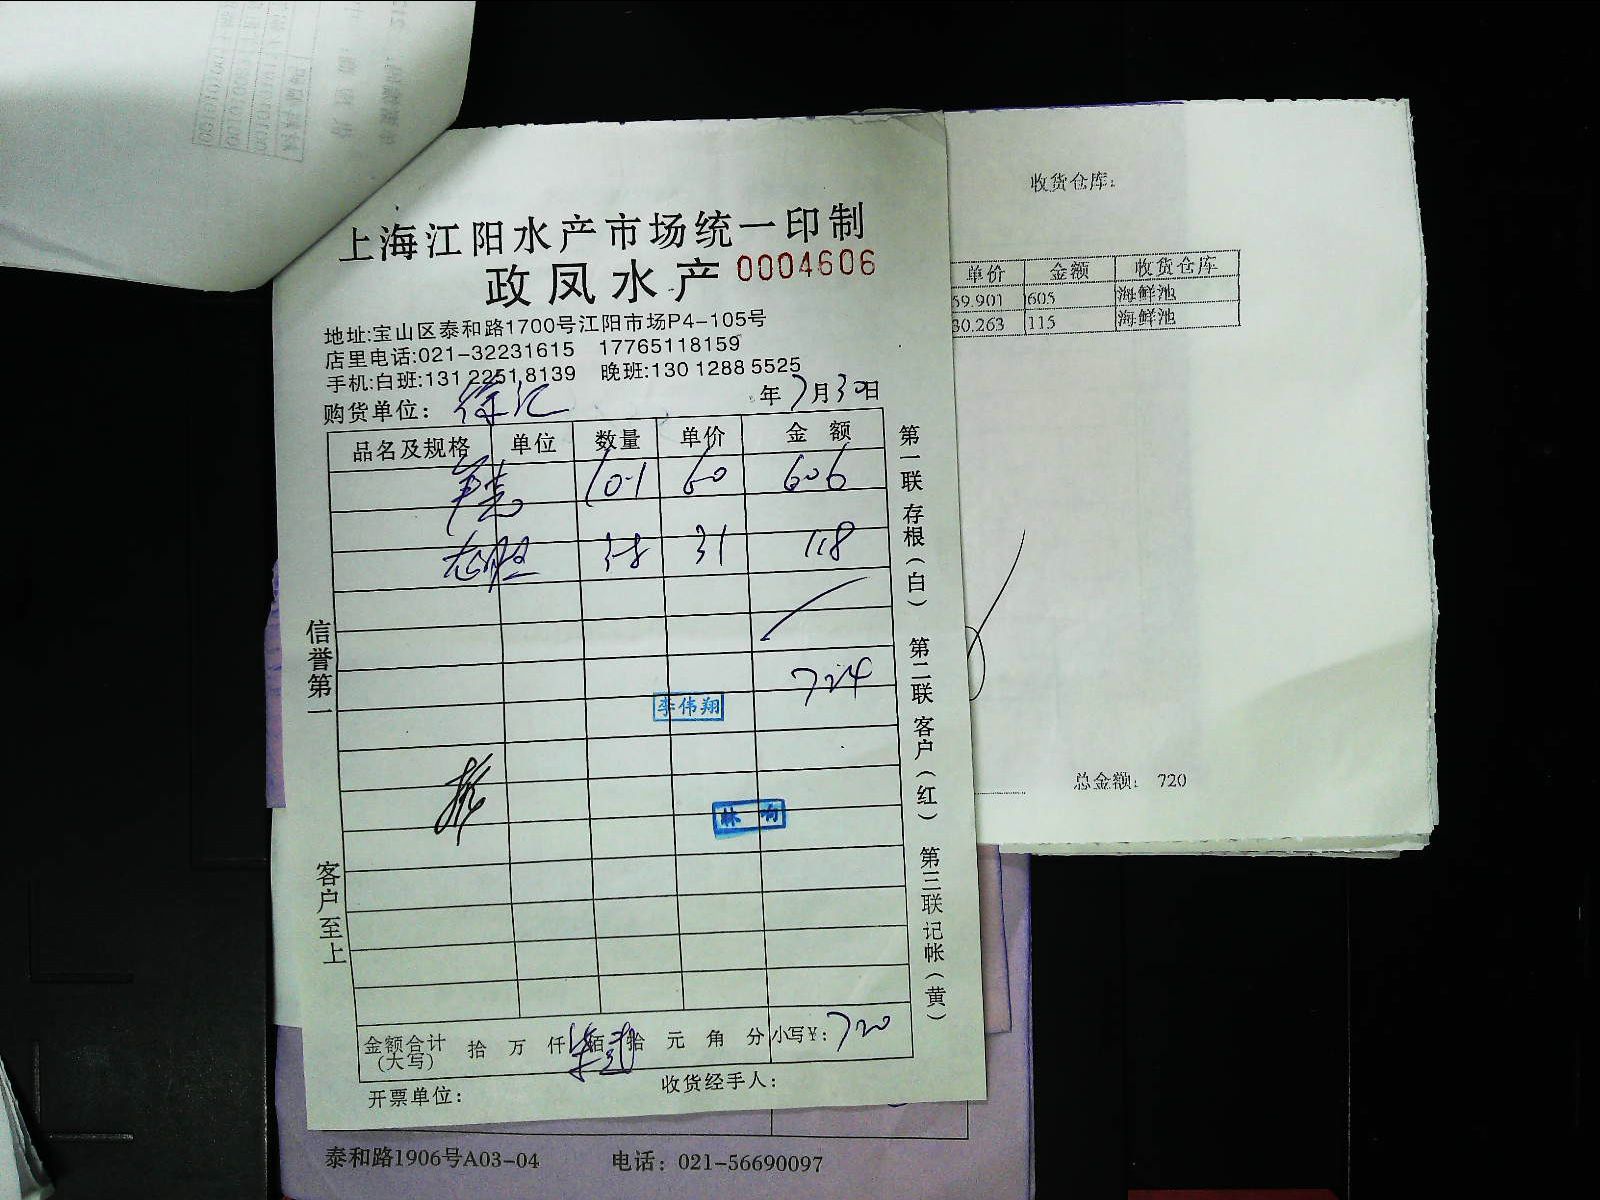 上海江阳水产市场统一印制
政凤水产 0004606
地址:宝山区泰和路1700号江阳市场P4-105号
店里电话:021-32231615 17765118159
手机:白班:131 2251 8139 晚班:130 1288 5525
购货单位: 徐汇 年7月30日
品名及规格 单位 数量 单价 金额
10.1 60 606
3.8 31 118
724
李伟翔
金额合计(大写) 拾 万 仟 佰 拾 元 角 分 小写¥: 720
开票单位: 收货经手人:
信誉第一
客户至上
第一联存根(白) 第二联客户(红) 第三联记帐(黄)
收货仓库:
单价 金额 收货仓库
59.901 605 海鲜池
30.263 115 海鲜池
总金额: 720
泰和路1906号A03-04 电话: 021-56690097